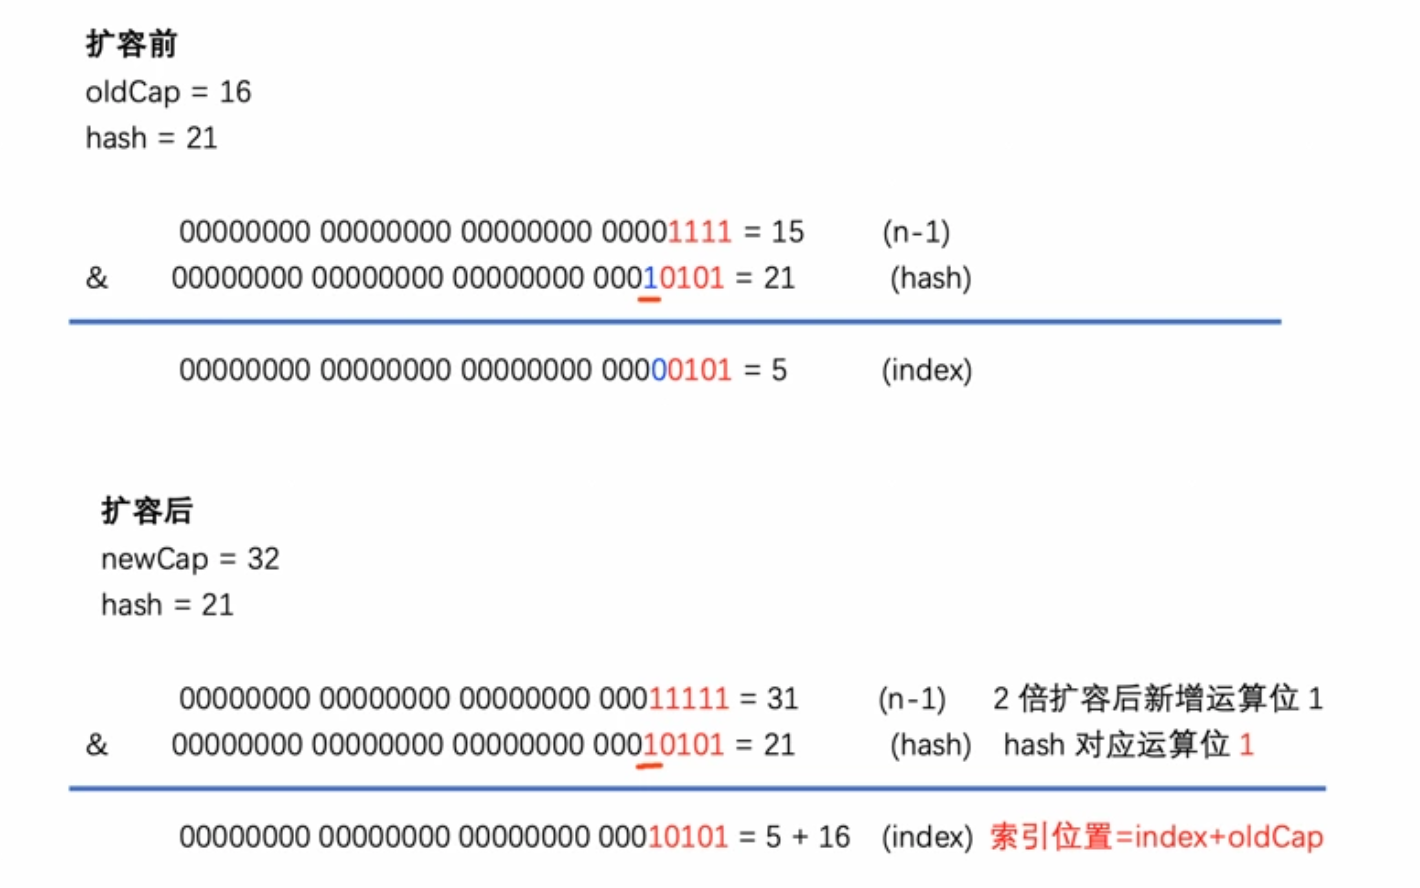 扩容前
oldCap = 16
hash = 21
00000000 00000000 00000000 00001111 = 15 (n-1)
& 00000000 00000000 00000000 00010101 = 21 (hash)
00000000 00000000 00000000 00000101 = 5 (index)
扩容后
newCap = 32
hash = 21
00000000 00000000 00000000 00011111 = 31 (n-1) 2 倍扩容后新增运算位 1
& 00000000 00000000 00000000 00010101 = 21 (hash) hash 对应运算位 1
00000000 00000000 00000000 00010101 = 5 + 16 (index) 索引位置=index+oldCap